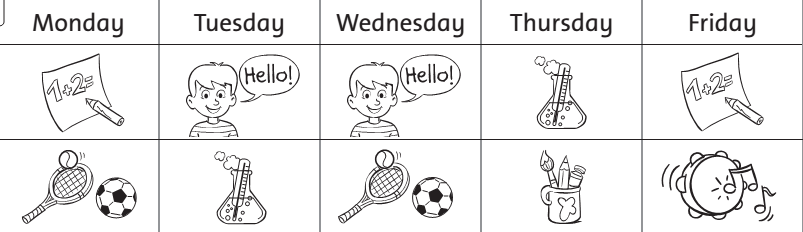 Monday Tuesday Wednesday Thursday Friday
1+2= Hello! Hello! 1+2=